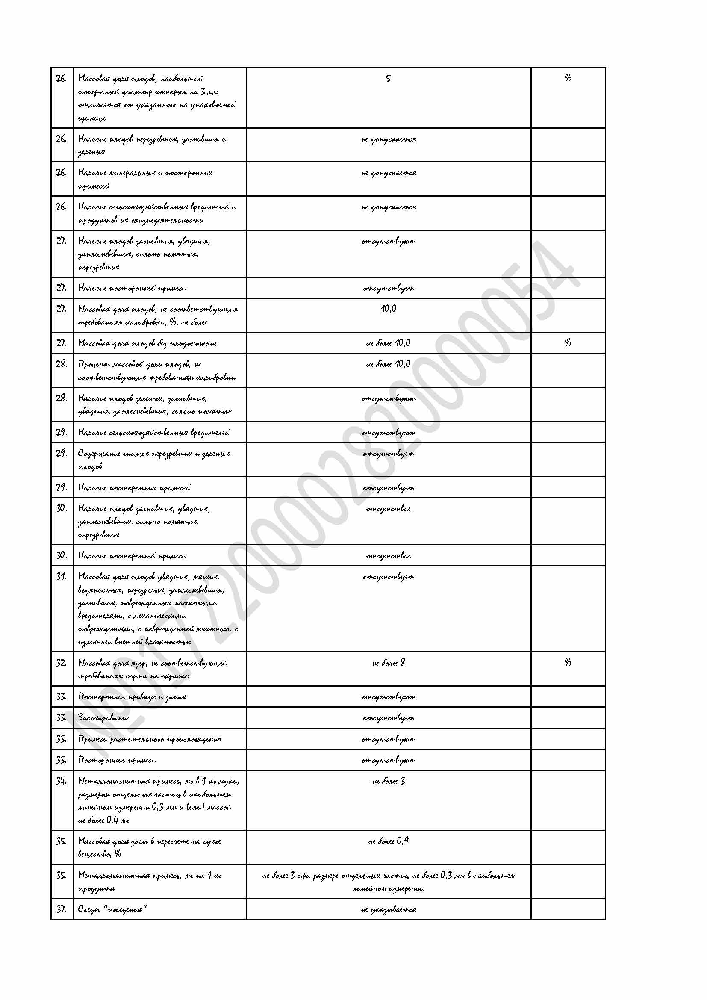 26. Массовая доля плодов, наибольший 5 %
поперечный диаметр которых на 3 мм
отличается от указанного на упаковочной
единице
26. Наличие плодов перезревших, загнивших и не допускается
зеленых
26. Наличие минеральных и посторонних не допускается
примесей
26. Наличие сельскохозяйственных вредителей и не допускается
продуктов их жизнедеятельности
27. Наличие плодов загнивших, увядших, отсутствуют
заплесневевших, сильно помятых,
перезревших
27. Наличие посторонней примеси отсутствует
27. Массовая доля плодов, не соответствующих 10,0
требованиям калибровки, %, не более
27. Массовая доля плодов без плодоножки: не более 10,0 %
28. Процент массовой доли плодов, не не более 10,0
соответствующих требованиям калибровки
28. Наличие плодов зеленых, загнивших, отсутствуют
увядших, заплесневевших, сильно помятых
29. Наличие сельскохозяйственных вредителей отсутствуют
29. Содержание гнилых перезревших и зеленых отсутствует
плодов
29. Наличие посторонних примесей отсутствует
30. Наличие плодов загнивших, увядших, отсутствие
заплесневевших, сильно помятых,
перезревших
30. Наличие посторонней примеси отсутствие
31. Массовая доля плодов увядших, мягких, отсутствует
водянистых, перезрелых, заплесневевших,
загнивших, поврежденных насекомыми
вредителями, с механическими
повреждениями, с поврежденной мякотью, с
излишней внешней влажностью
32. Массовая доля ядер, не соответствующей не более 8 %
требованиям сорта по окраске:
33. Посторонние привкус и запах отсутствуют
33. Засахаривание отсутствует
33. Примеси растительного происхождения отсутствуют
33. Посторонние примеси отсутствуют
34. Металломагнитная примесь, мг в 1 кг муки, не более 3
размером отдельных частиц в наибольшем
линейном измерении 0,3 мм и (или) массой
не более 0,4 мг
35. Массовая доля золы в пересчете на сухое не более 0,9
вещество, %
35. Металломагнитная примесь, мг на 1 кг не более 3 при размере отдельных частиц не более 0,3 мм в наибольшем
продукта линейном измерении
37. Следы "поседения" не указывается
№017220000282000054